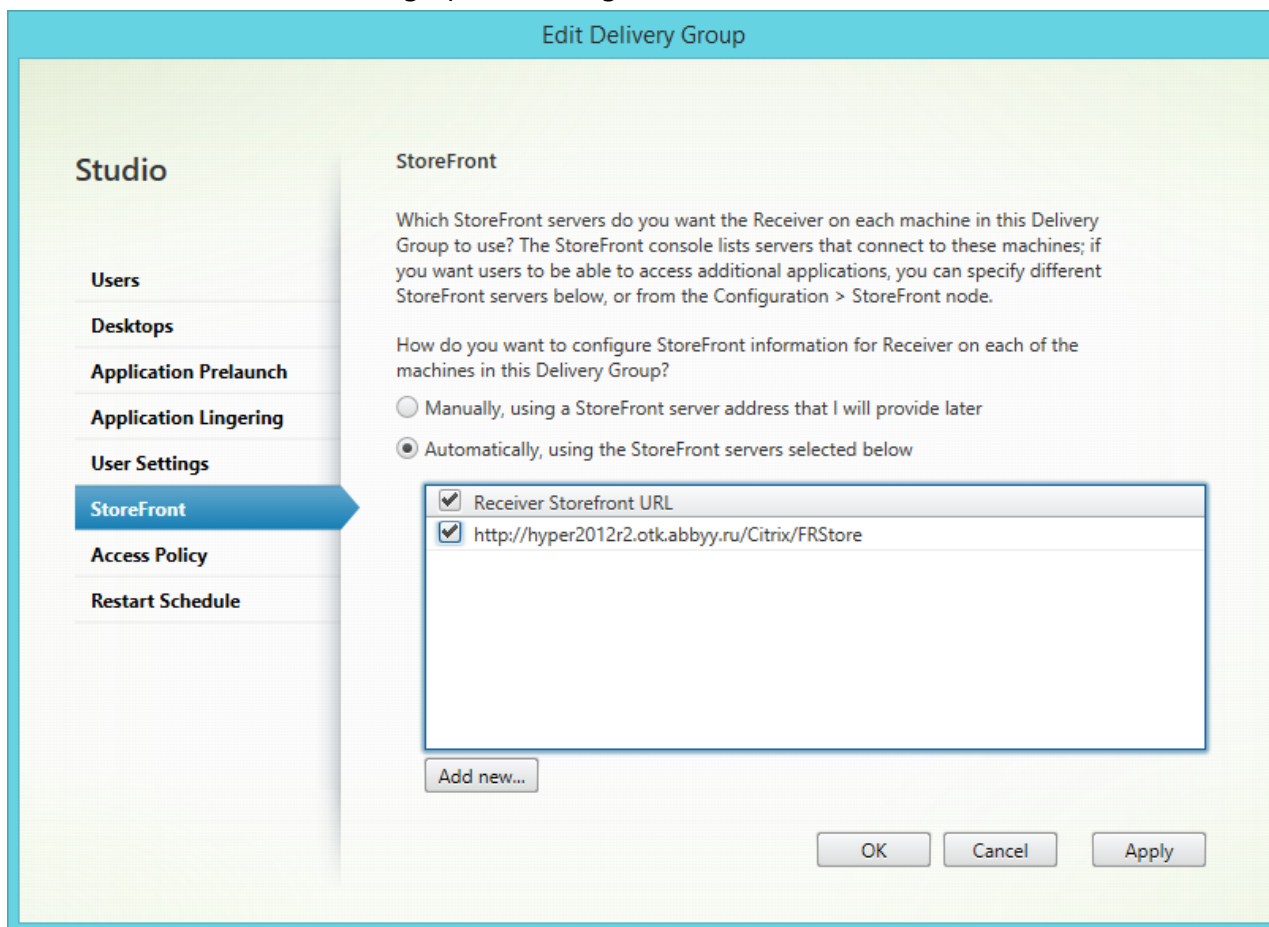 Edit Delivery Group
Studio
Users
Desktops
Application Prelaunch
Application Lingering
User Settings
StoreFront
Access Policy
Restart Schedule
StoreFront
Which StoreFront servers do you want the Receiver on each machine in this Delivery
Group to use? The StoreFront console lists servers that connect to these machines; if
you want users to be able to access additional applications, you can specify different
StoreFront servers below, or from the Configuration > StoreFront node.
How do you want to configure StoreFront information for Receiver on each of the
machines in this Delivery Group?
Manually, using a StoreFront server address that I will provide later
Automatically, using the StoreFront servers selected below
Receiver Storefront URL
http://hyper2012r2.otk.abbyy.ru/Citrix/FRStore
Add new...
OK
Cancel
Apply